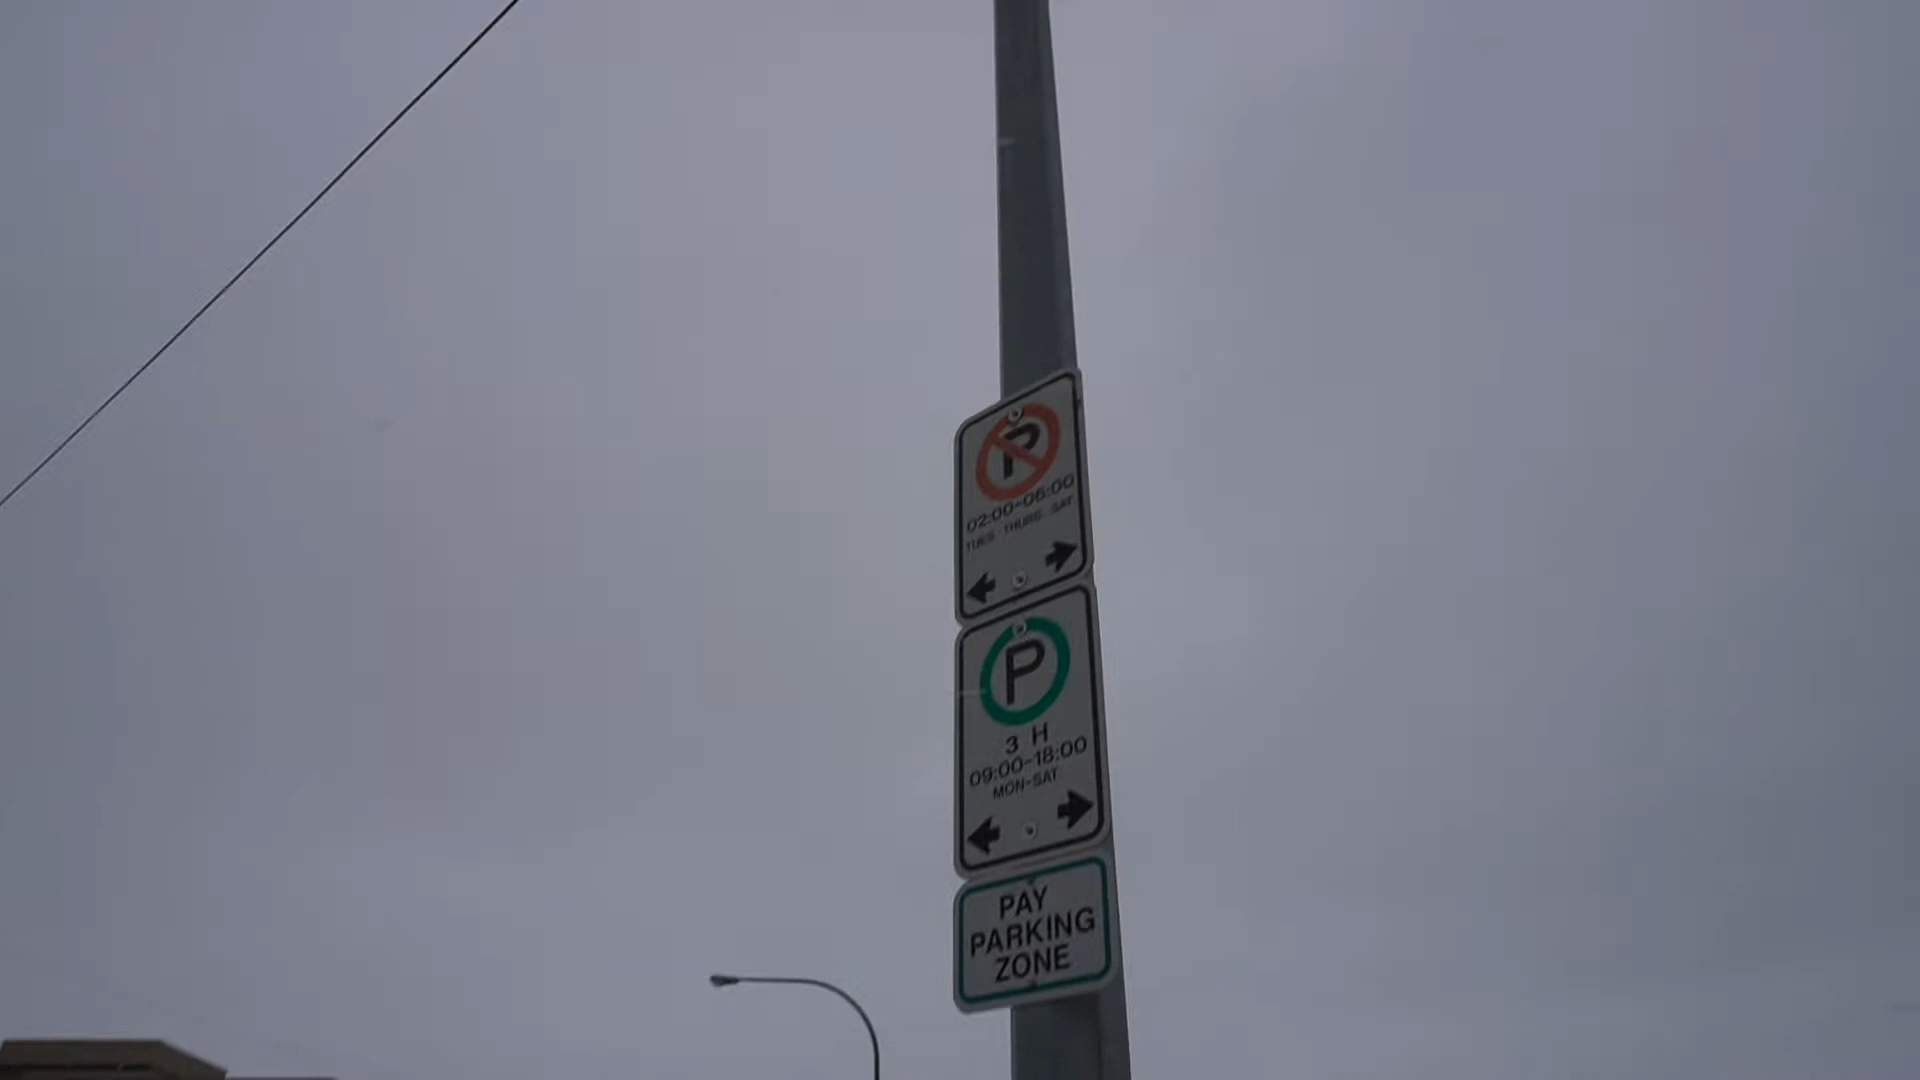 P
02:00-06:00
TUES THURS SAT
P
3 H
09:00-18:00
MON-SAT
PAY
PARKING
ZONE